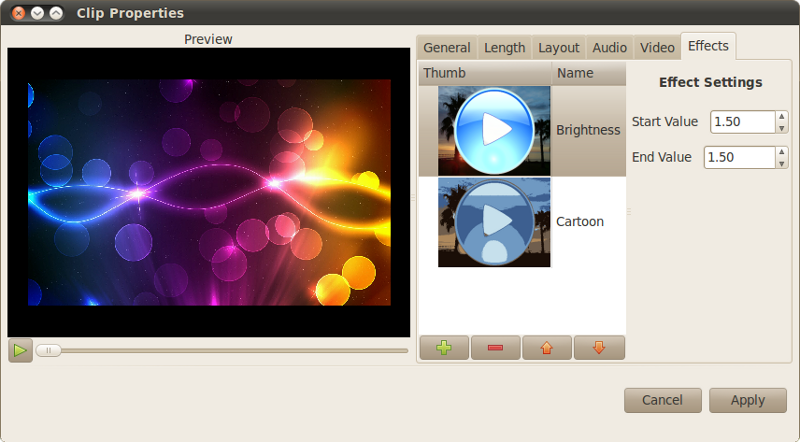 Clip Properties
Preview
General Length Layout Audio Video Effects
Thumb Name
Brightness
Cartoon
Effect Settings
Start Value 1.50
End Value 1.50
Cancel Apply